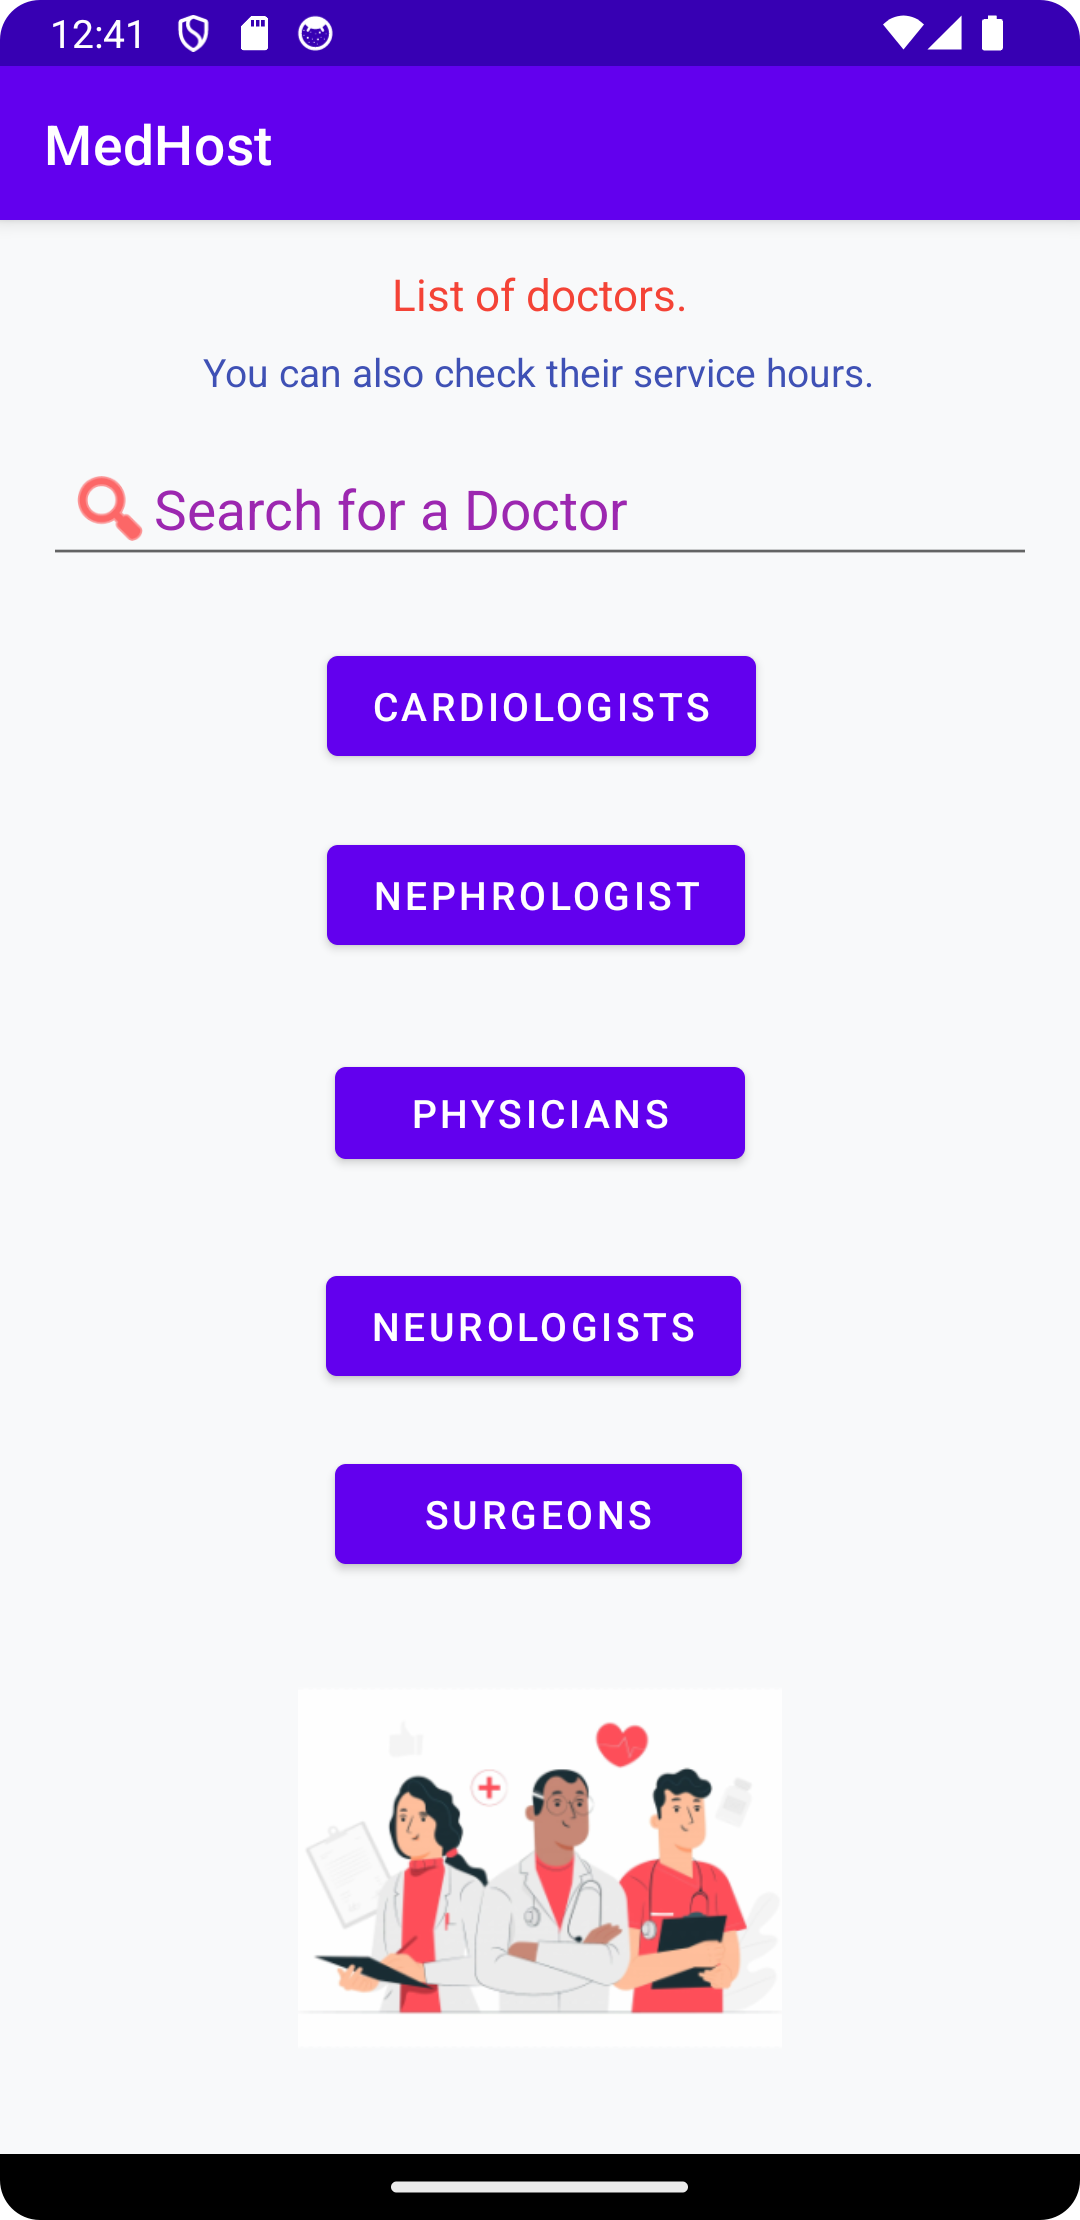 12:41
MedHost
List of doctors.
You can also check their service hours.
Search for a Doctor
CARDIOLOGISTS
NEPHROLOGIST
PHYSICIANS
NEUROLOGISTS
SURGEONS